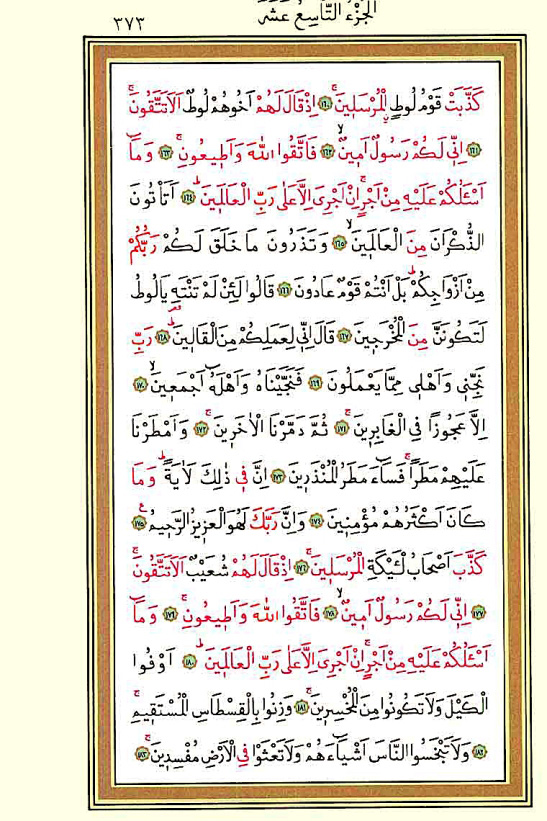 ٣٧٣ الجزء التاسع عشر
كَذَّبَتْ قَوْمُ لُوطٍ الْمُرْسَلِينَۚ ﴿١٦٠﴾ اِذْ قَالَ لَهُمْ اَخُوهُمْ لُوطٌ اَلَا تَتَّقُونَۚ
﴿١٦١﴾ اِنّ۪ي لَكُمْ رَسُولٌ اَم۪ينٌۙ ﴿١٦٢﴾ فَاتَّقُوا اللّٰهَ وَاَط۪يعُونِۚ ﴿١٦٣﴾ وَمَٓا
اَسْـَٔلُكُمْ عَلَيْهِ مِنْ اَجْرٍۚ اِنْ اَجْرِيَ اِلَّا عَلٰى رَبِّ الْعَالَم۪ينَۜ ﴿١٦٤﴾ اَتَأْتُونَ
الذُّكْرَانَ مِنَ الْعَالَم۪ينَۙ ﴿١٦٥﴾ وَتَذَرُونَ مَا خَلَقَ لَكُمْ رَبُّكُمْ
مِنْ اَزْوَاجِكُمْۜ بَلْ اَنْتُمْ قَوْمٌ عَادُونَ ﴿١٦٦﴾ قَالُوا لَئِنْ لَمْ تَنْتَهِ يَالُوطُ
لَتَكُونَنَّ مِنَ الْمُخْرَج۪ينَ ﴿١٦٧﴾ قَالَ اِنّ۪ي لِعَمَلِكُمْ مِنَ الْقَال۪ينَۜ ﴿١٦٨﴾ رَبِّ
نَجِّن۪ي وَاَهْل۪ي مِمَّا يَعْمَلُونَ ﴿١٦٩﴾ فَنَجَّيْنَاهُ وَاَهْلَهُٓ اَجْمَع۪ينَۙ ﴿١٧٠﴾
اِلَّا عَجُوزًا فِي الْغَابِر۪ينَۚ ﴿١٧١﴾ ثُمَّ دَمَّرْنَا الْاٰخَر۪ينَۚ ﴿١٧٢﴾ وَاَمْطَرْنَا
عَلَيْهِمْ مَطَرًاۚ فَسَٓاءَ مَطَرُ الْمُنْذَر۪ينَ ﴿١٧٣﴾ اِنَّ ف۪ي ذٰلِكَ لَاٰيَةًۜ وَمَا
كَانَ اَكْثَرُهُمْ مُؤْمِن۪ينَ ﴿١٧٤﴾ وَاِنَّ رَبَّكَ لَهُوَ الْعَز۪يزُ الرَّح۪يمُ۟ ﴿١٧٥﴾
كَذَّبَ اَصْحَابُ لْـَٔيْكَةِ الْمُرْسَل۪ينَۚ ﴿١٧٦﴾ اِذْ قَالَ لَهُمْ شُعَيْبٌ اَلَا تَتَّقُونَۚ
﴿١٧٧﴾ اِنّ۪ي لَكُمْ رَسُولٌ اَم۪ينٌۙ ﴿١٧٨﴾ فَاتَّقُوا اللّٰهَ وَاَط۪يعُونِۚ ﴿١٧٩﴾ وَمَٓا
اَسْـَٔلُكُمْ عَلَيْهِ مِنْ اَجْرٍۚ اِنْ اَجْرِيَ اِلَّا عَلٰى رَبِّ الْعَالَم۪ينَۜ ﴿١٨٠﴾ اَوْفُوا
الْكَيْلَ وَلَا تَكُونُوا مِنَ الْمُخْسِر۪ينَۚ ﴿١٨١﴾ وَزِنُوا بِالْقِسْطَاسِ الْمُسْتَق۪يمِۚ
﴿١٨٢﴾ وَلَا تَبْخَسُوا النَّاسَ اَشْيَٓاءَهُمْ وَلَا تَعْثَوْا فِي الْاَرْضِ مُفْسِد۪ينَۚ ﴿١٨٣﴾